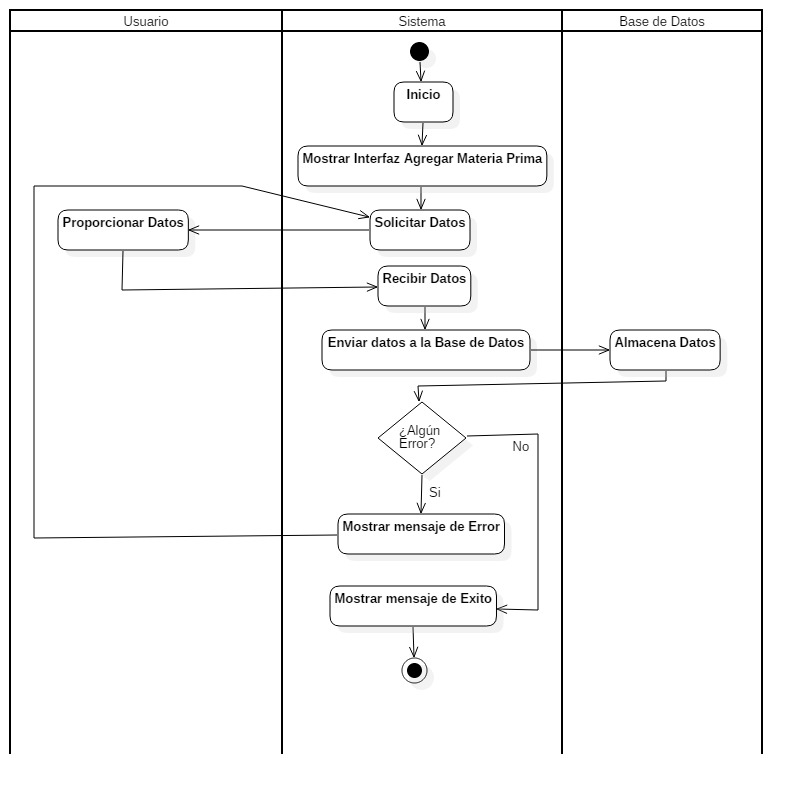 Usuario
Sistema
Base de Datos
Inicio
Mostrar Interfaz Agregar Materia Prima
Proporcionar Datos
Solicitar Datos
Recibir Datos
Enviar datos a la Base de Datos
Almacena Datos
¿Algún
Error?
No
Si
Mostrar mensaje de Error
Mostrar mensaje de Exito